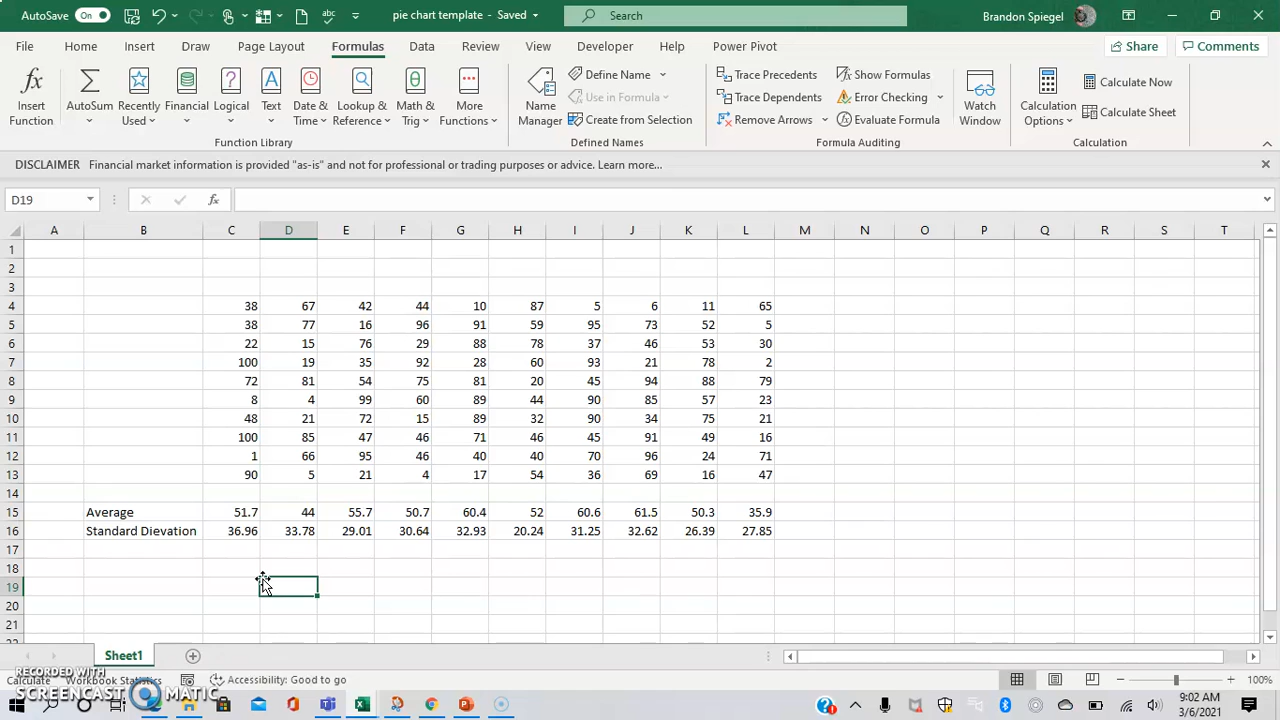 AutoSave On pie chart template - Saved Search Brandon Spiegel
File Home Insert Draw Page Layout Formulas Data Review View Developer Help Power Pivot Share Comments
Insert Function AutoSum Recently Used Financial Logical Text Date & Time Lookup & Reference Math & Trig More Functions Name Manager Define Name Use in Formula Create from Selection Trace Precedents Trace Dependents Remove Arrows Show Formulas Error Checking Evaluate Formula Watch Window Calculation Options Calculate Now Calculate Sheet
Function Library Defined Names Formula Auditing Calculation
DISCLAIMER Financial market information is provided "as-is" and not for professional or trading purposes or advice. Learn more...
D19 fx
A B C D E F G H I J K L M N O P Q R S T
1
2
3
4 38 67 42 44 10 87 5 6 11 65
5 38 77 16 96 91 59 95 73 52 5
6 22 15 76 29 88 78 37 46 53 30
7 100 19 35 92 28 60 93 21 78 2
8 72 81 54 75 81 20 45 94 88 79
9 8 4 99 60 89 44 90 85 57 23
10 48 21 72 15 89 32 90 34 75 21
11 100 85 47 46 71 46 45 91 49 16
12 1 66 95 46 40 40 70 96 24 71
13 90 5 21 4 17 54 36 69 16 47
14
15 Average 51.7 44 55.7 50.7 60.4 52 60.6 61.5 50.3 35.9
16 Standard Dievation 36.96 33.78 29.01 30.64 32.93 20.24 31.25 32.62 26.39 27.85
17
18
19
20
21
22
Sheet1
RECORDED WITH
Calculate Workbook Statistics Accessibility: Good to go 100%
SCREENCAST MATIC
9:02 AM
3/6/2021